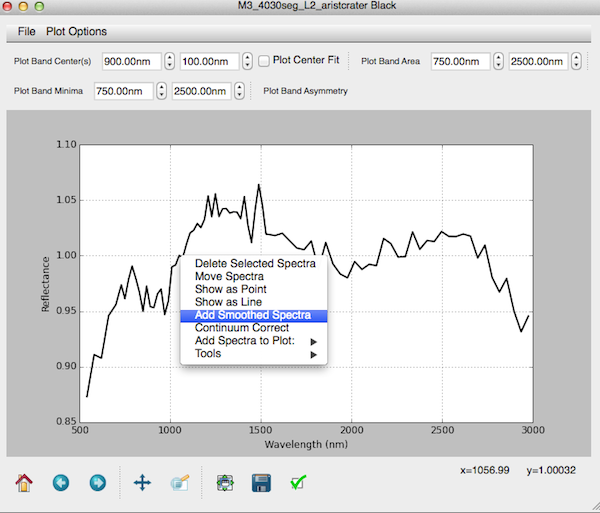 M3_4030seg_L2_aristcrater Black
File Plot Options
Plot Band Center(s) 900.00nm 100.00nm Plot Center Fit Plot Band Area 750.00nm 2500.00nm
Plot Band Minima 750.00nm 2500.00nm Plot Band Asymmetry
1.10
1.05
1.00
0.95
0.90
0.85
Reflectance
Delete Selected Spectra
Move Spectra
Show as Point
Show as Line
Add Smoothed Spectra
Continuum Correct
Add Spectra to Plot:
Tools
500 1000 1500 2000 2500 3000
Wavelength (nm)
x=1056.99 y=1.00032